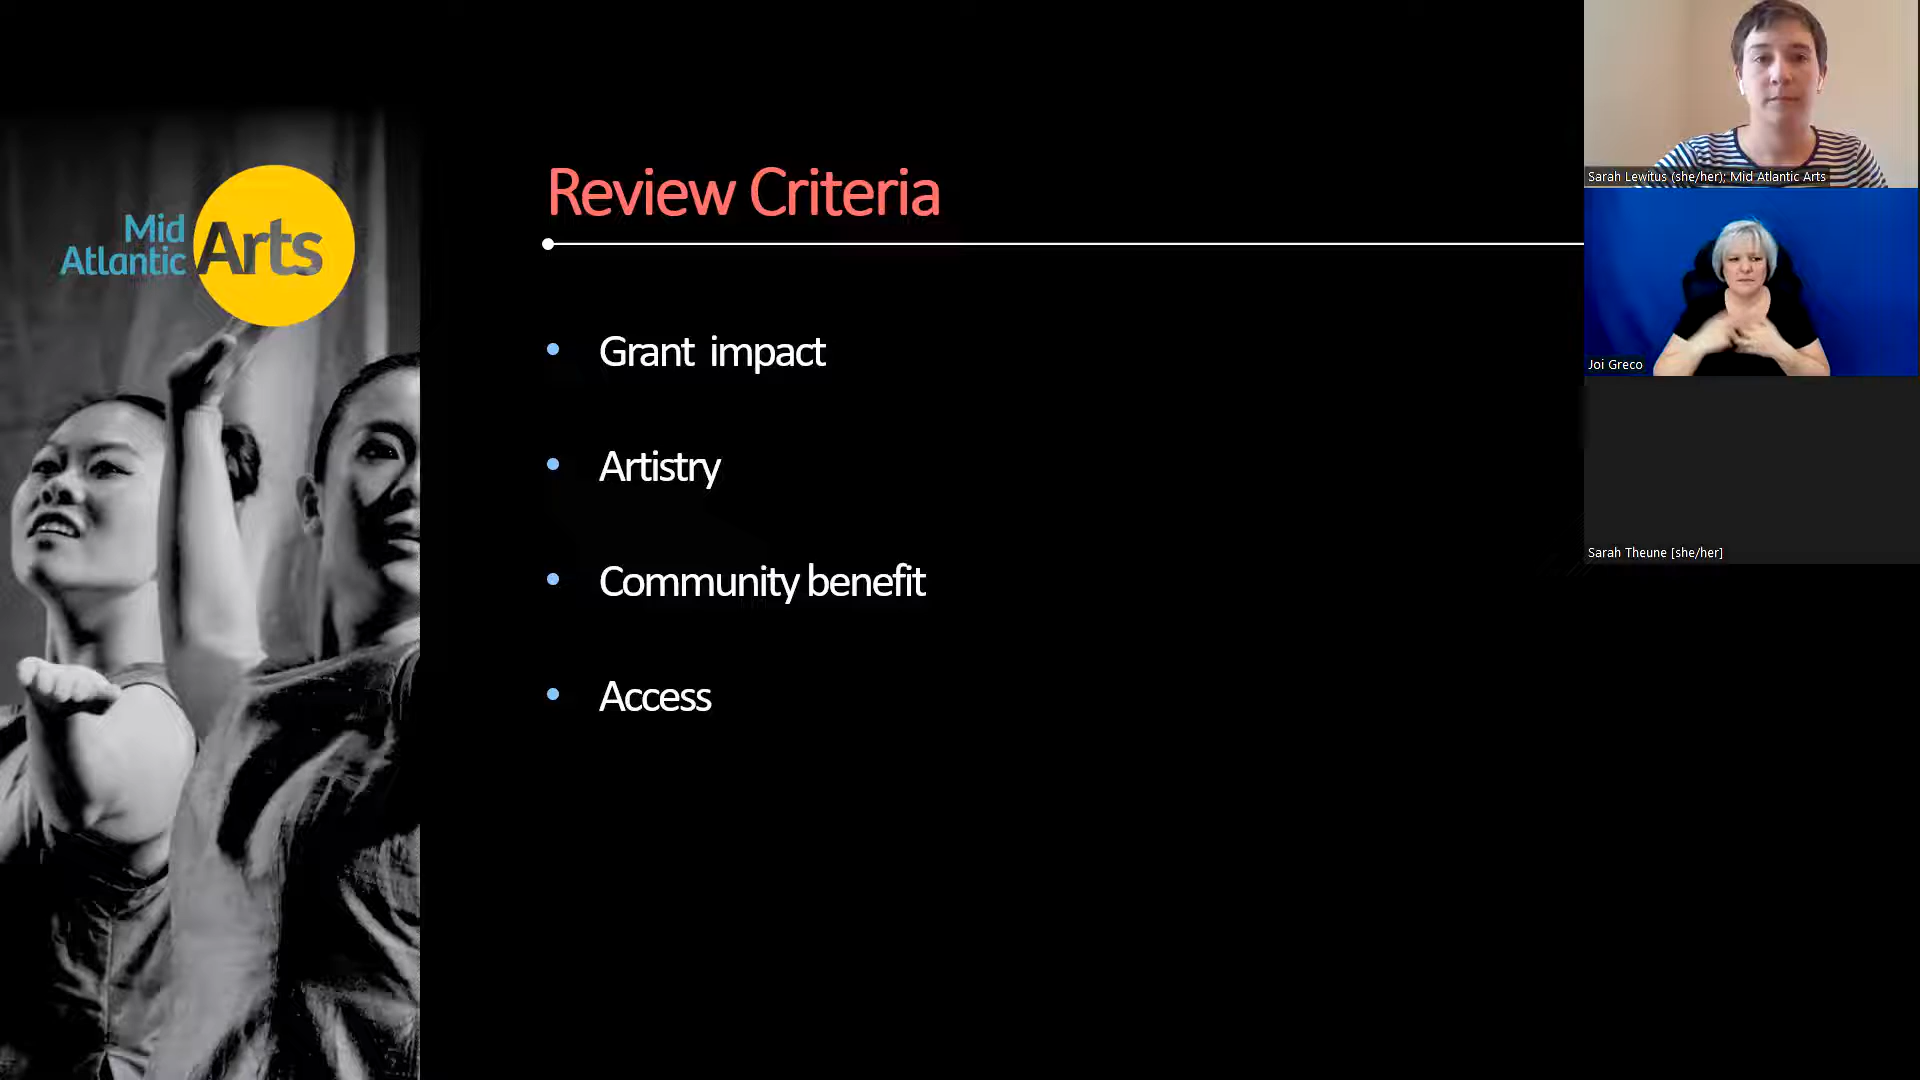 Mid
Atlantic
Arts
Review Criteria
• Grant impact
• Artistry
• Community benefit
• Access
Sarah Lewitus (she/her); Mid Atlantic Arts
Joi Greco
Sarah Theune [she/her]